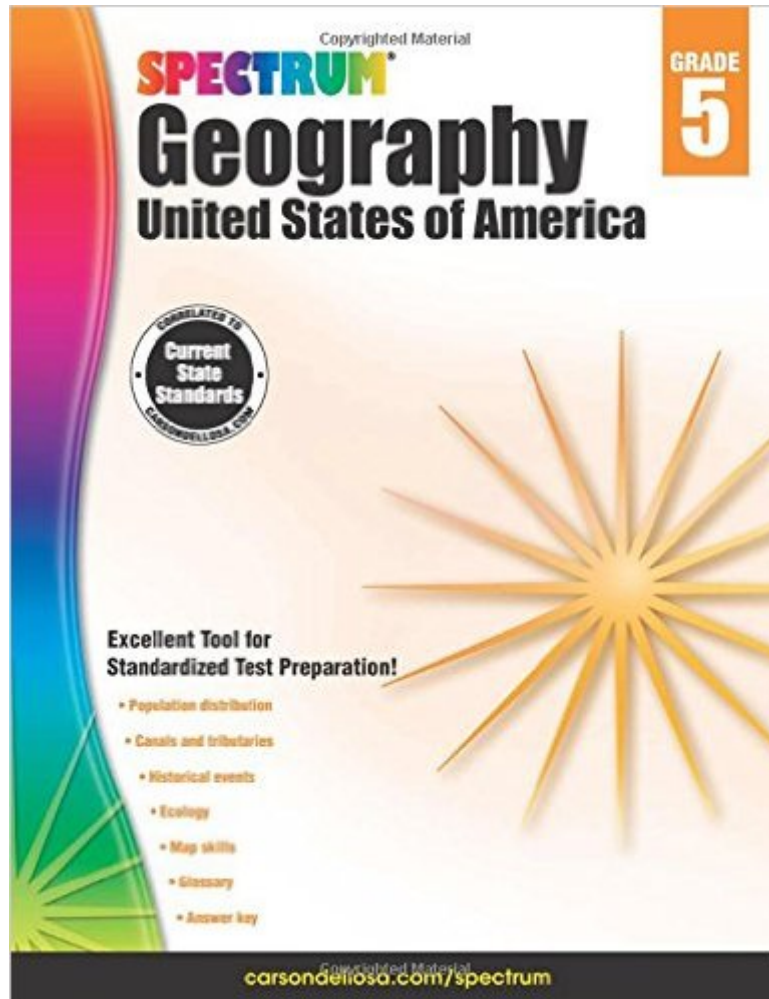 Copyrighted Material
SPECTRUM®
GRADE
5
Geography
United States of America
CORRELATED TO
Current
State
Standards
CARSONDELLOSA.COM
Excellent Tool for
Standardized Test Preparation!
• Population distribution
• Canals and tributaries
• Historical events
• Ecology
• Map skills
• Glossary
• Answer key
Copyrighted Material
carsondellosa.com/spectrum